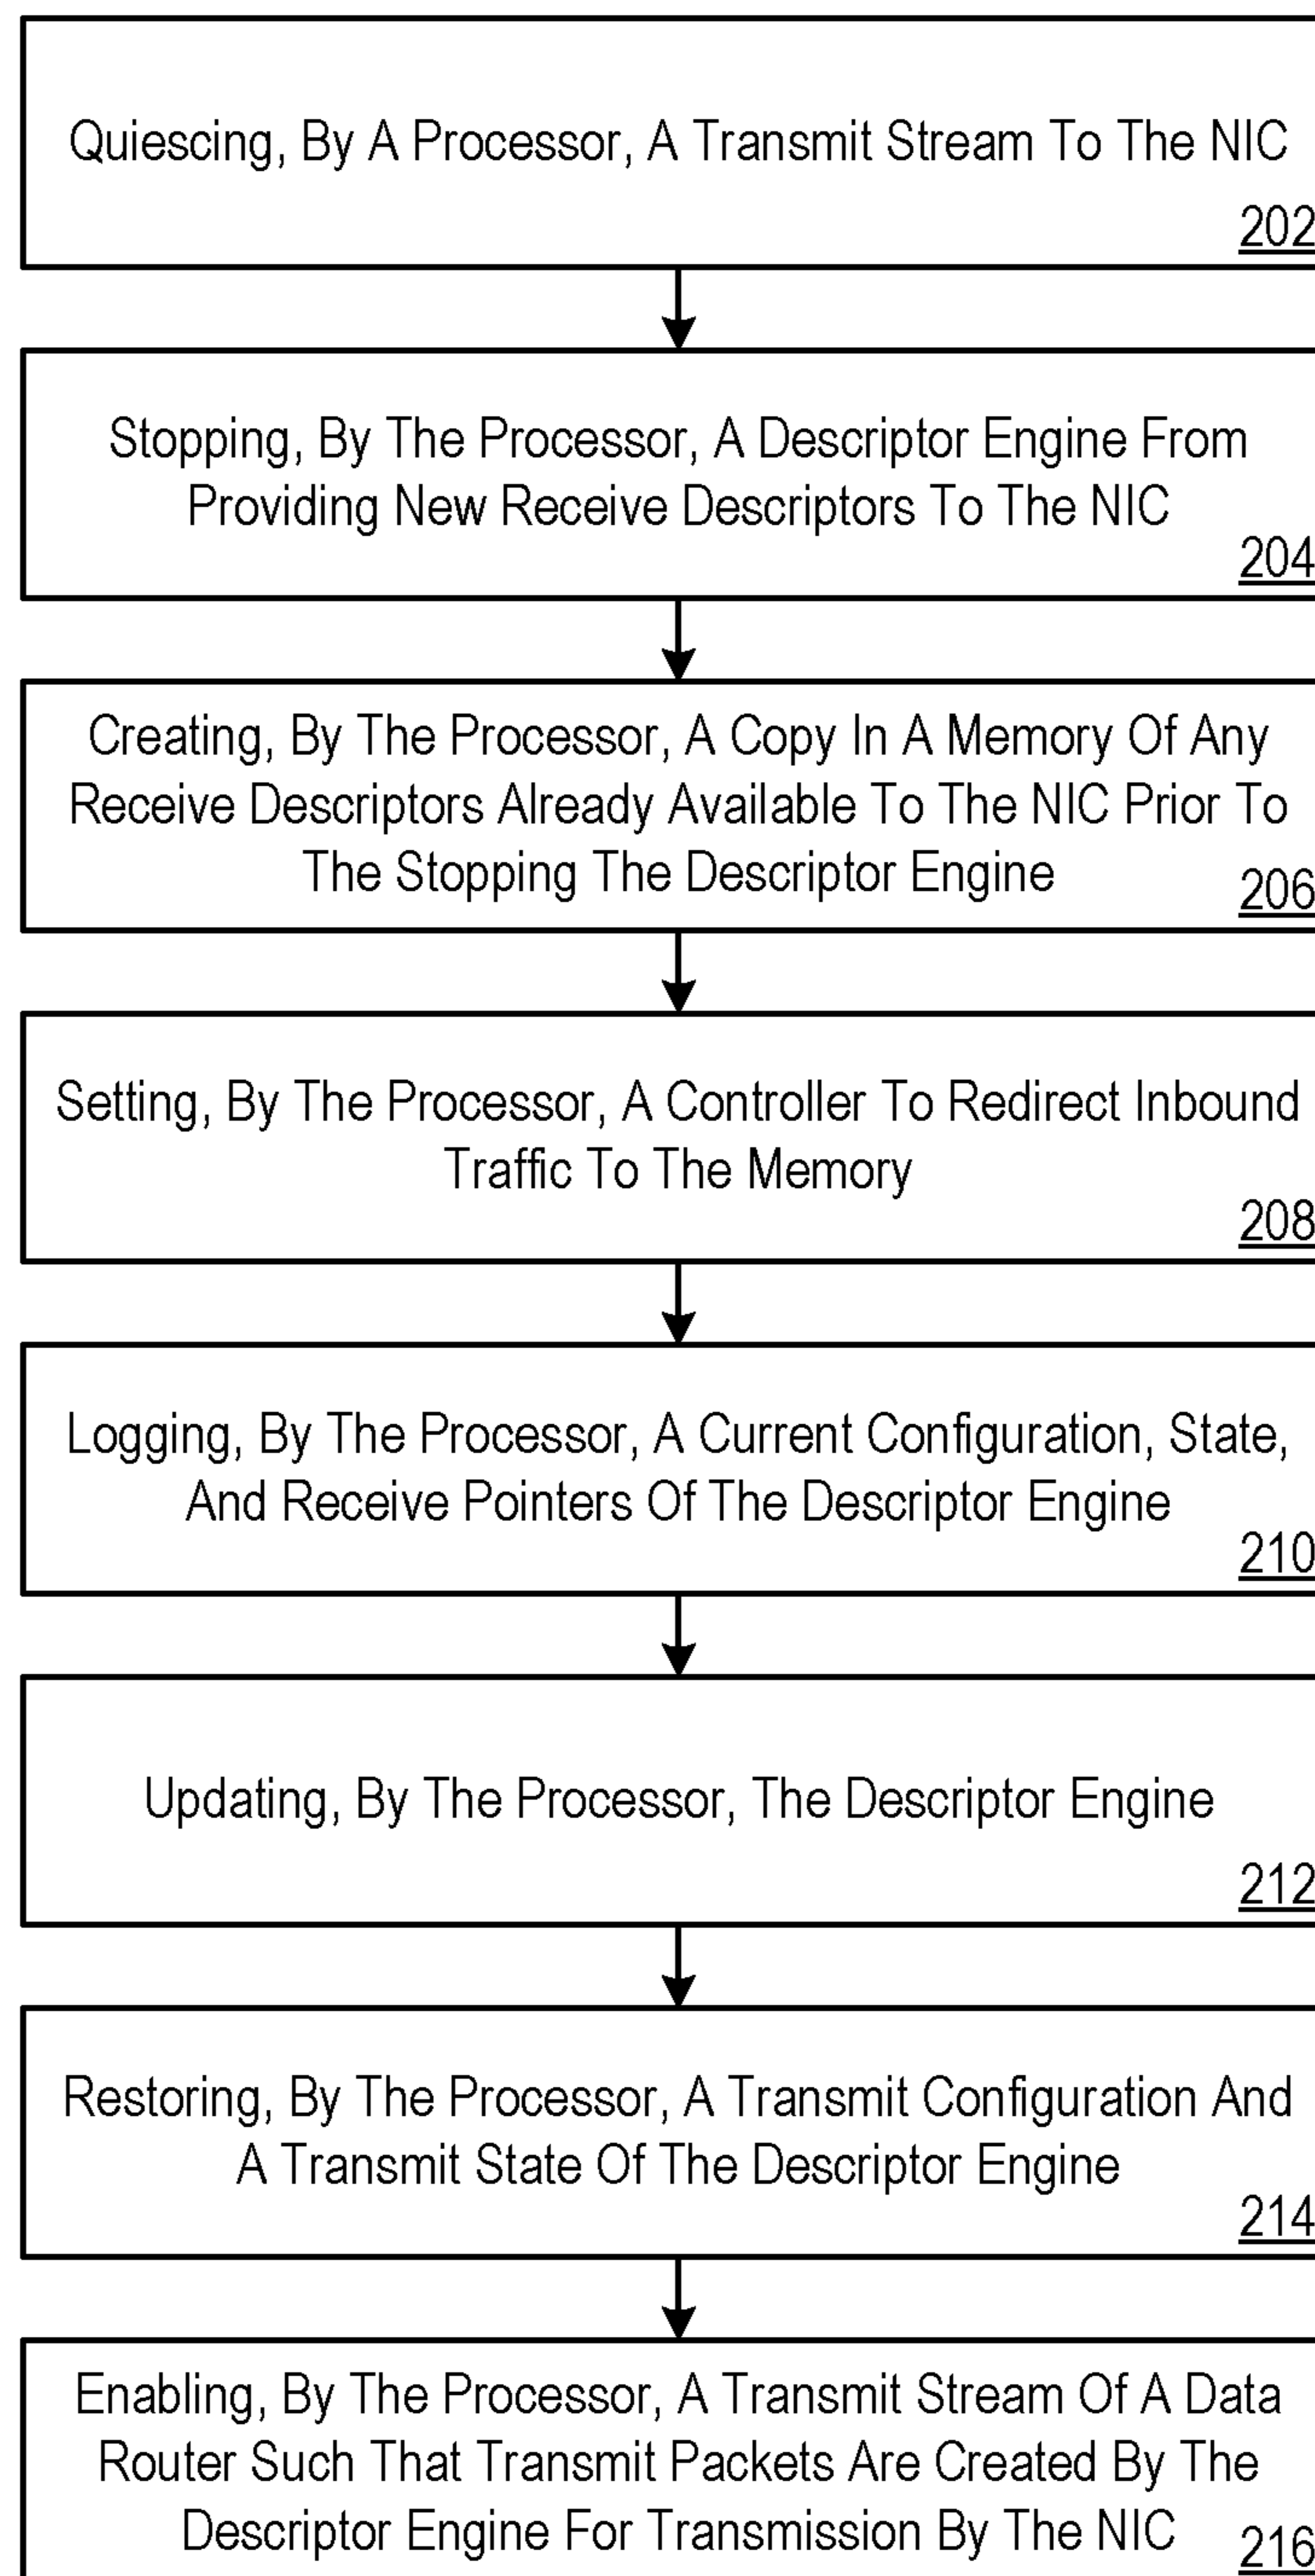 Quiescing, By A Processor, A Transmit Stream To The NIC
202
Stopping, By The Processor, A Descriptor Engine From
Providing New Receive Descriptors To The NIC
204
Creating, By The Processor, A Copy In A Memory Of Any
Receive Descriptors Already Available To The NIC Prior To
The Stopping The Descriptor Engine
206
Setting, By The Processor, A Controller To Redirect Inbound
Traffic To The Memory
208
Logging, By The Processor, A Current Configuration, State,
And Receive Pointers Of The Descriptor Engine
210
Updating, By The Processor, The Descriptor Engine
212
Restoring, By The Processor, A Transmit Configuration And
A Transmit State Of The Descriptor Engine
214
Enabling, By The Processor, A Transmit Stream Of A Data
Router Such That Transmit Packets Are Created By The
Descriptor Engine For Transmission By The NIC
216